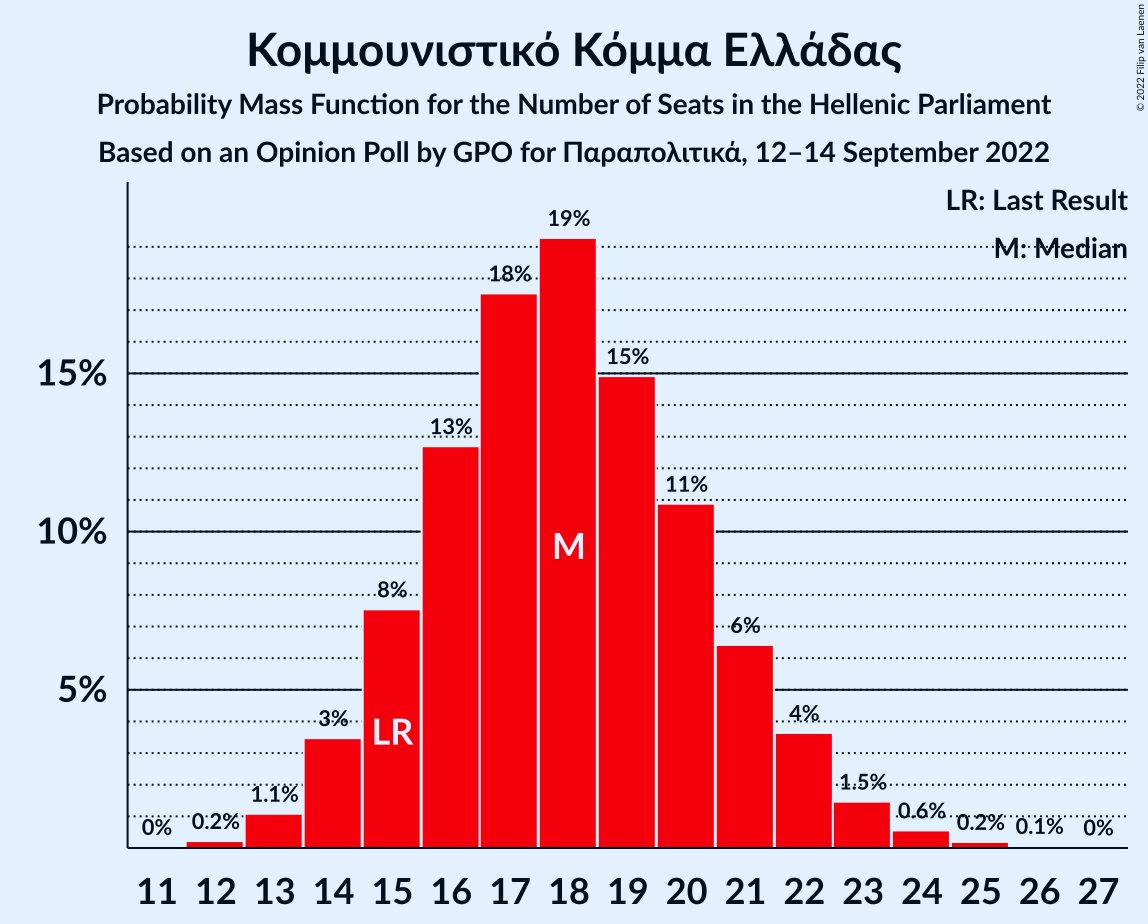 Κομμουνιστικό Κόμμα Ελλάδας
Probability Mass Function for the Number of Seats in the Hellenic Parliament
Based on an Opinion Poll by GPO for Παραπολιτικά, 12–14 September 2022
© 2022 Filip van Laenen
LR: Last Result
M: Median
15%
10%
5%
0%
0.2%
1.1%
3%
8%
13%
18%
19%
15%
11%
6%
4%
1.5%
0.6%
0.2%
0.1%
0%
LR
M
11 12 13 14 15 16 17 18 19 20 21 22 23 24 25 26 27